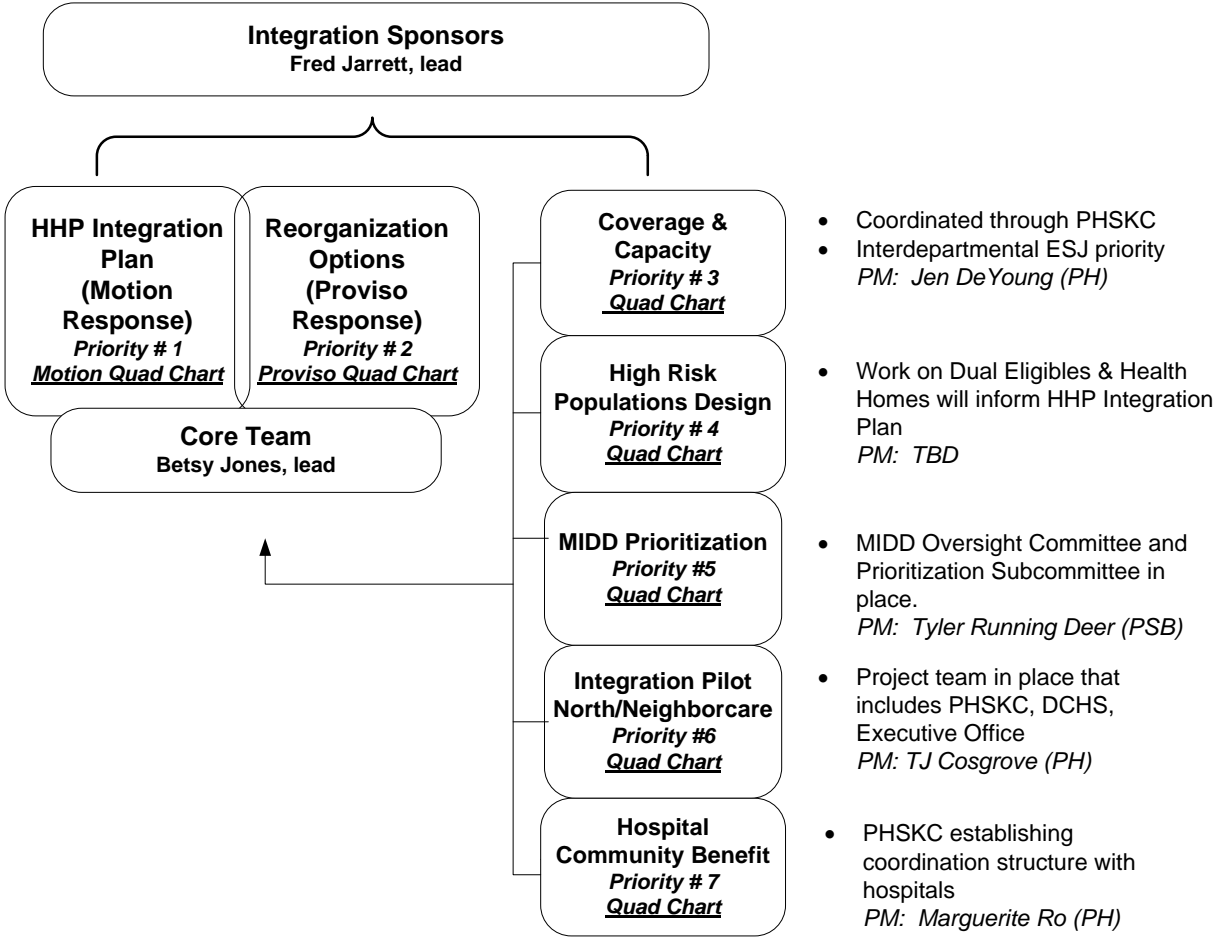 Integration Sponsors
Fred Jarrett, lead
HHP Integration
Plan
(Motion
Response)
Priority # 1
Motion Quad Chart
Reorganization
Options
(Proviso
Response)
Priority # 2
Proviso Quad Chart
Core Team
Betsy Jones, lead
Coverage &
Capacity
Priority # 3
Quad Chart
• Coordinated through PHSKC
• Interdepartmental ESJ priority
PM: Jen DeYoung (PH)
High Risk
Populations Design
Priority # 4
Quad Chart
• Work on Dual Eligibles & Health
Homes will inform HHP Integration
Plan
PM: TBD
MIDD Prioritization
Priority #5
Quad Chart
• MIDD Oversight Committee and
Prioritization Subcommittee in
place.
PM: Tyler Running Deer (PSB)
Integration Pilot
North/Neighborcare
Priority #6
Quad Chart
• Project team in place that
includes PHSKC, DCHS,
Executive Office
PM: TJ Cosgrove (PH)
Hospital
Community Benefit
Priority # 7
Quad Chart
• PHSKC establishing
coordination structure with
hospitals
PM: Marguerite Ro (PH)